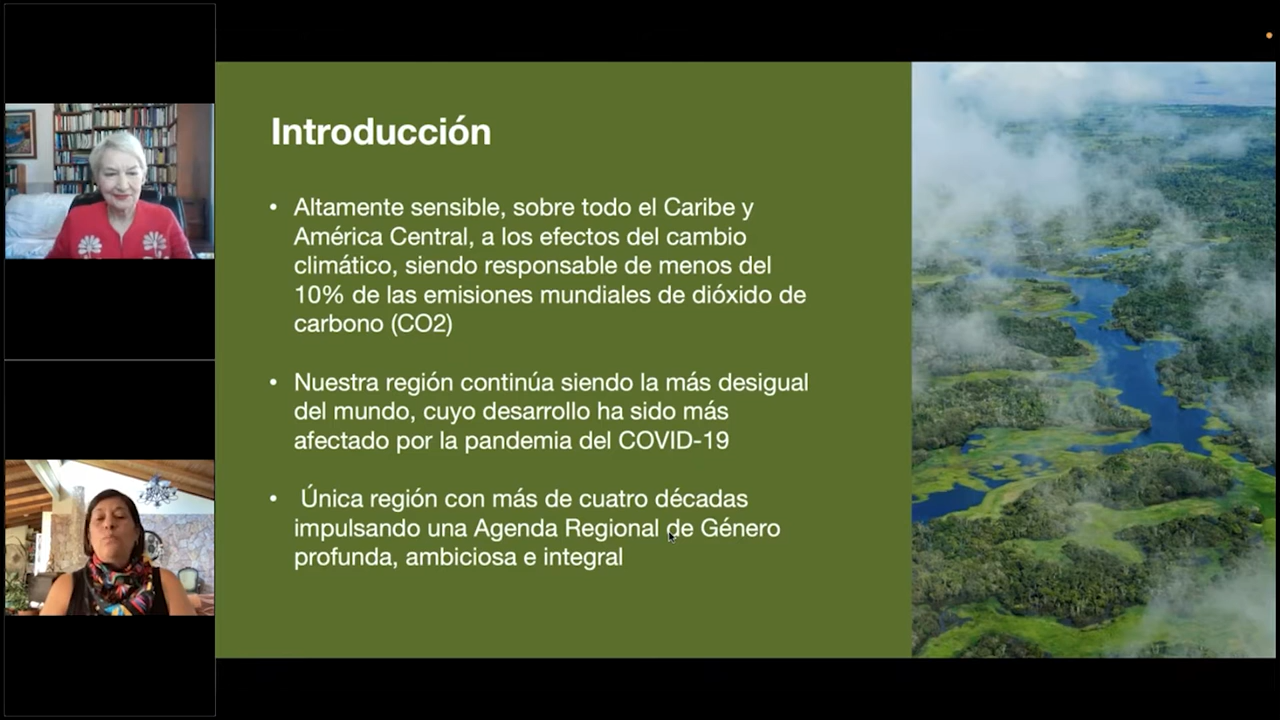 Introducción
• Altamente sensible, sobre todo el Caribe y
América Central, a los efectos del cambio
climático, siendo responsable de menos del
10% de las emisiones mundiales de dióxido de
carbono (CO2)
• Nuestra región continúa siendo la más desigual
del mundo, cuyo desarrollo ha sido más
afectado por la pandemia del COVID-19
• Única región con más de cuatro décadas
impulsando una Agenda Regional de Género
profunda, ambiciosa e integral